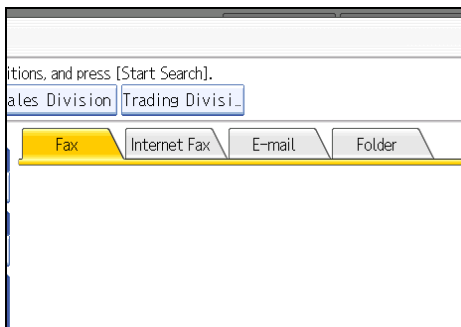 itions, and press [Start Search].
ales Division Trading Divisi...
Fax Internet Fax E-mail Folder